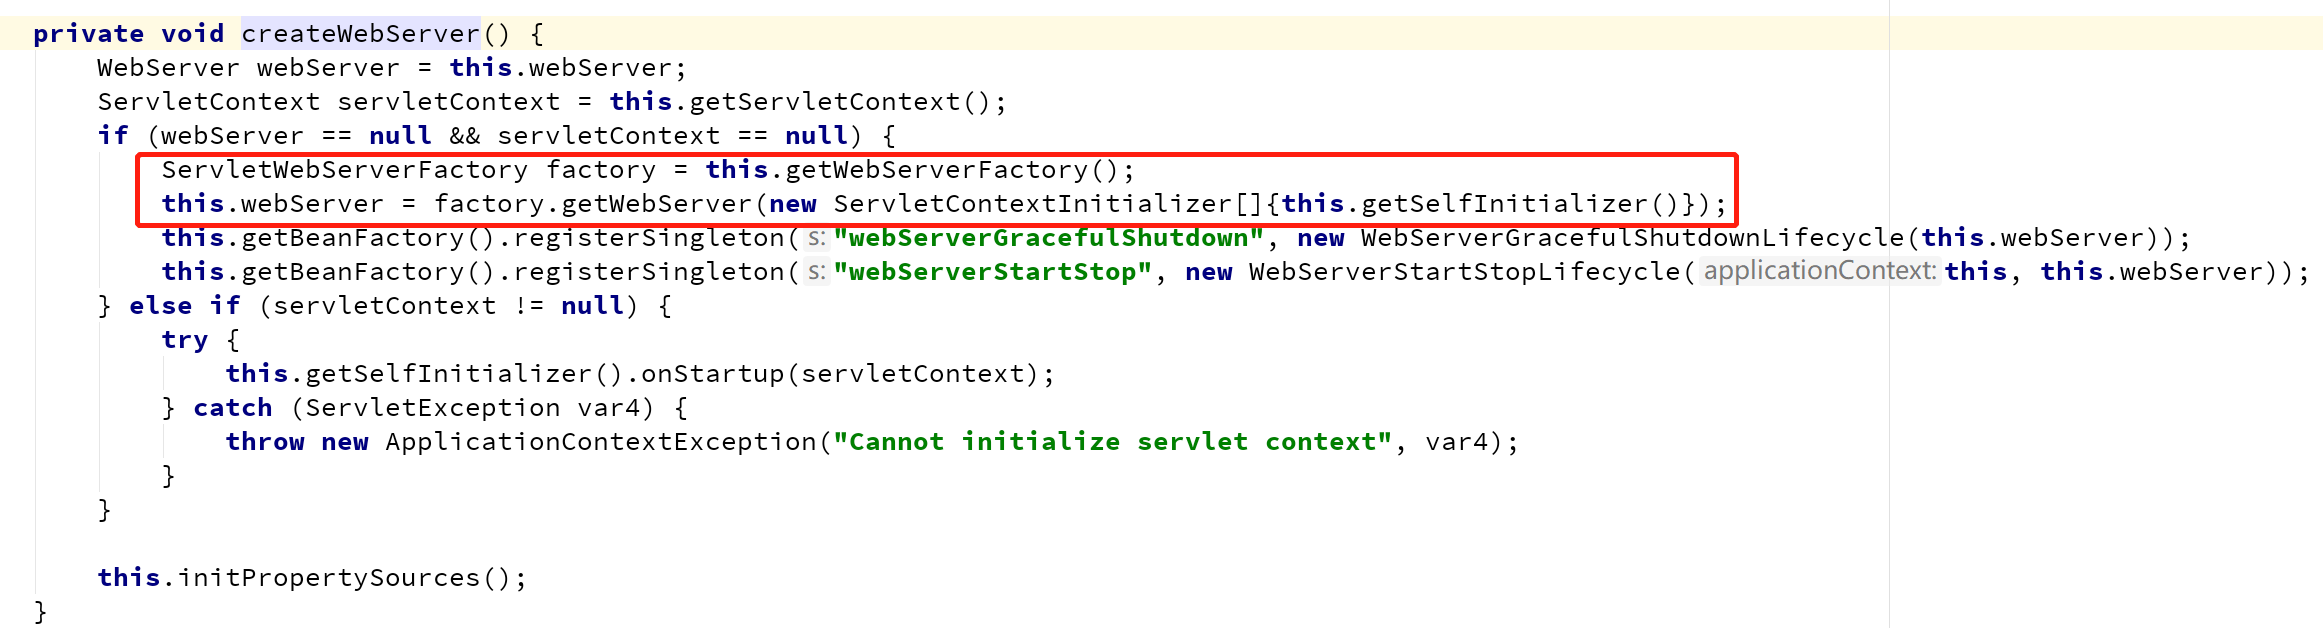 private void createWebServer() {
    WebServer webServer = this.webServer;
    ServletContext servletContext = this.getServletContext();
    if (webServer == null && servletContext == null) {
        ServletWebServerFactory factory = this.getWebServerFactory();
        this.webServer = factory.getWebServer(new ServletContextInitializer[]{this.getSelfInitializer()});
        this.getBeanFactory().registerSingleton( s: "webServerGracefulShutdown", new WebServerGracefulShutdownLifecycle(this.webServer));
        this.getBeanFactory().registerSingleton( s: "webServerStartStop", new WebServerStartStopLifecycle( applicationContext: this, this.webServer));
    } else if (servletContext != null) {
        try {
            this.getSelfInitializer().onStartup(servletContext);
        } catch (ServletException var4) {
            throw new ApplicationContextException("Cannot initialize servlet context", var4);
        }
    }
    this.initPropertySources();
}